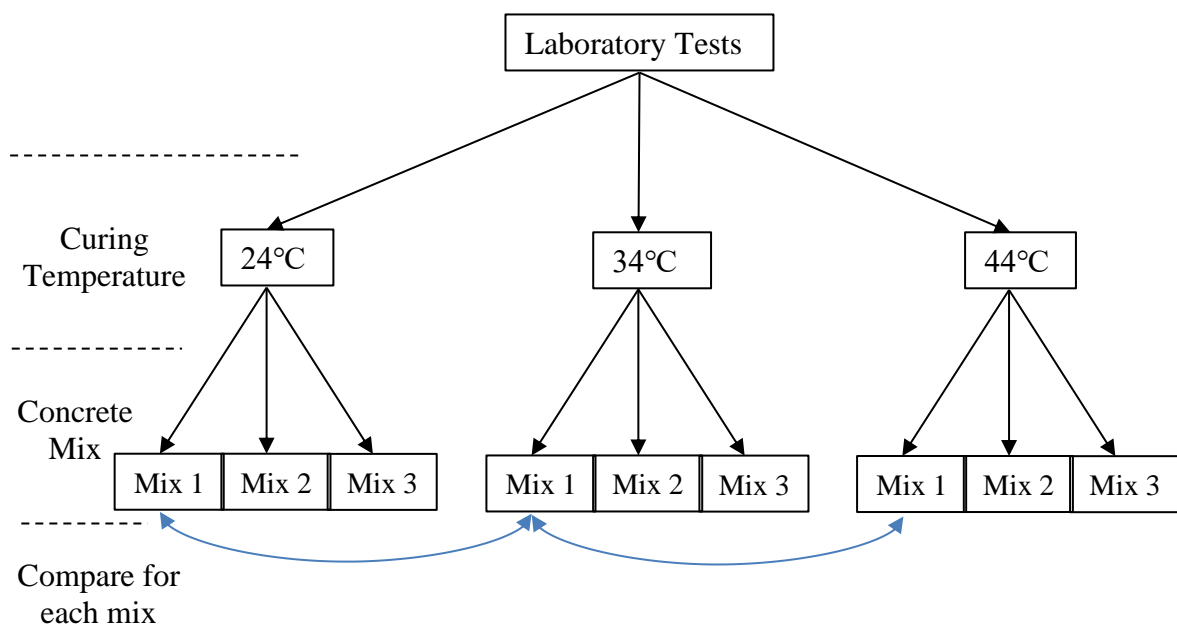 Laboratory Tests
Curing
Temperature
24°C
34°C
44°C
Concrete
Mix
Mix 1
Mix 2
Mix 3
Mix 1
Mix 2
Mix 3
Mix 1
Mix 2
Mix 3
Compare for
each mix